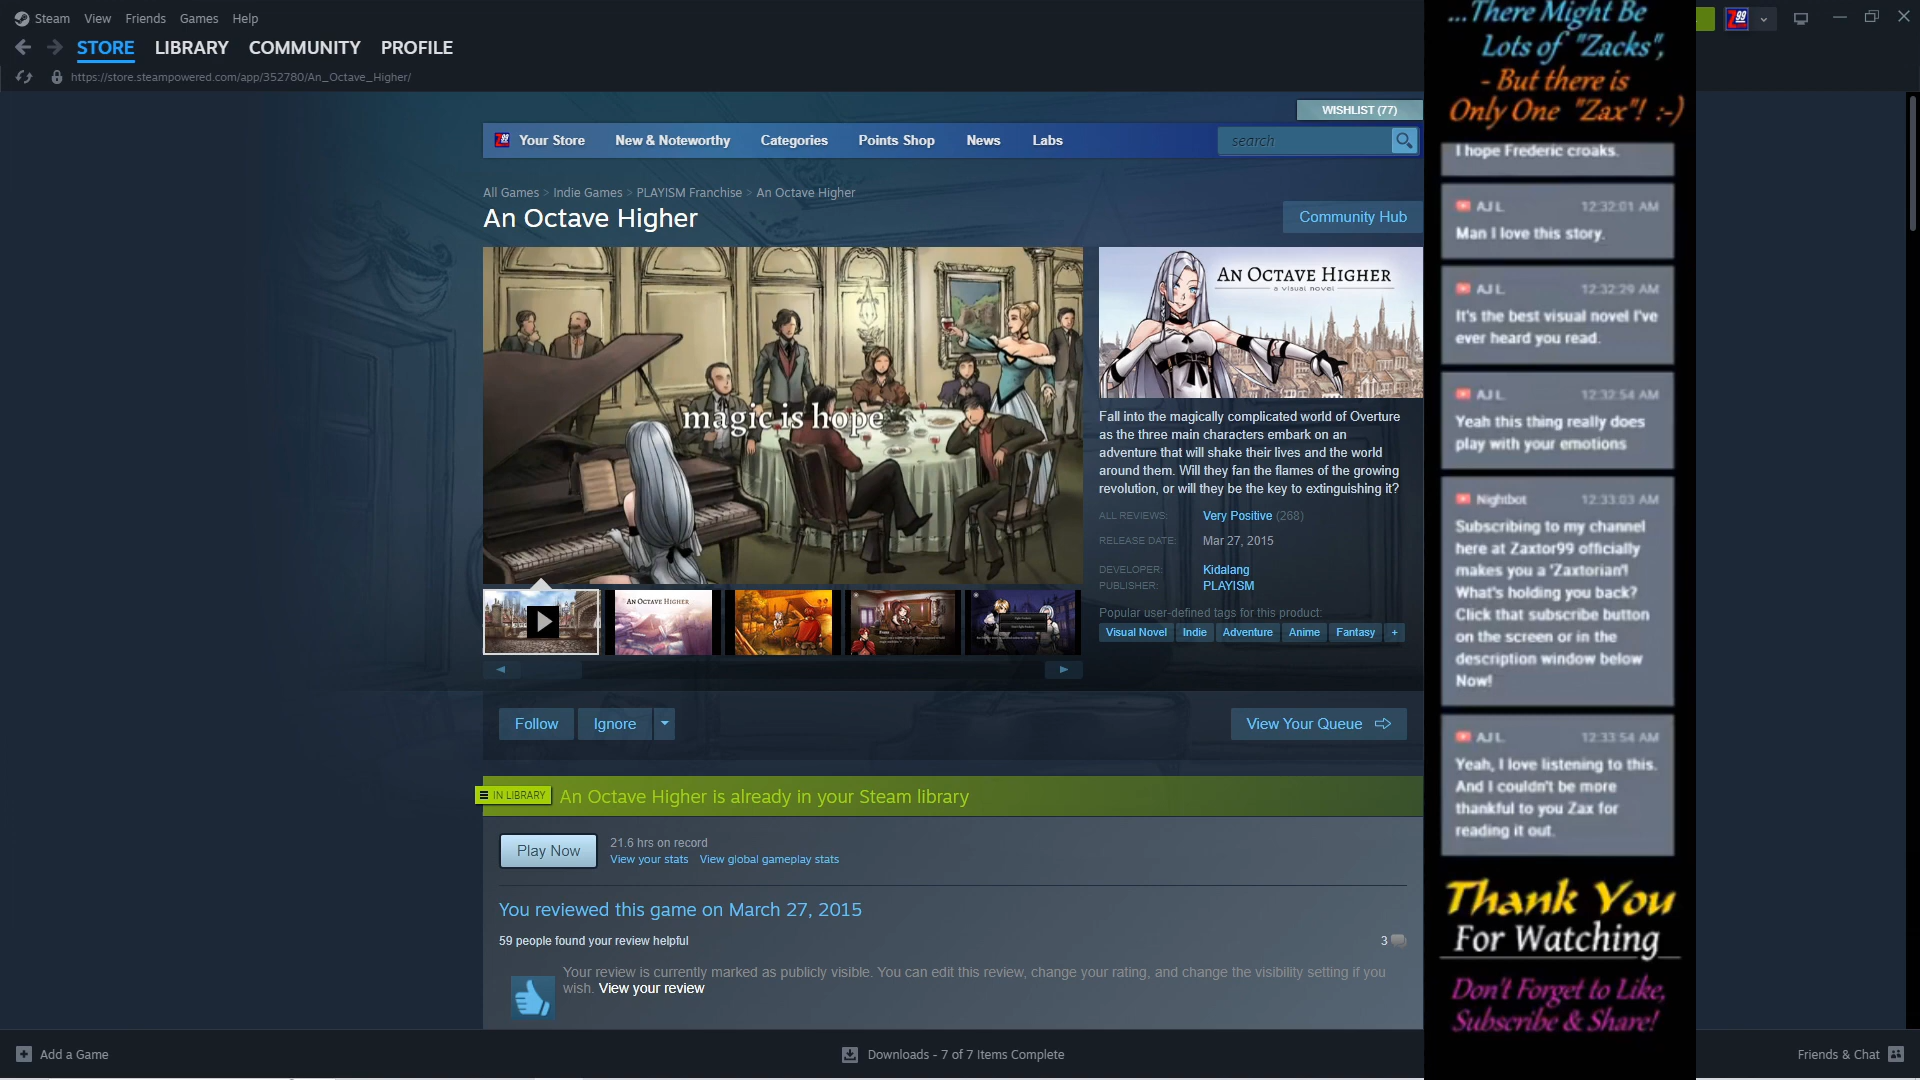 Steam View Friends Games Help
STORE LIBRARY COMMUNITY PROFILE
https://store.steampowered.com/app/352780/An_Octave_Higher/
WISHLIST (77)
Your Store New & Noteworthy Categories Points Shop News Labs search
All Games > Indie Games > PLAYISM Franchise > An Octave Higher
An Octave Higher
Community Hub
magic is hope
AN OCTAVE HIGHER
a visual novel
Fall into the magically complicated world of Overture
as the three main characters embark on an
adventure that will shake their lives and the world
around them. Will they fan the flames of the growing
revolution, or will they be the key to extinguishing it?
ALL REVIEWS: Very Positive (268)
RELEASE DATE: Mar 27, 2015
DEVELOPER: Kidalang
PUBLISHER: PLAYISM
Popular user-defined tags for this product:
Visual Novel Indie Adventure Anime Fantasy +
AN OCTAVE HIGHER
Follow Ignore
View Your Queue
IN LIBRARY An Octave Higher is already in your Steam library
Play Now
21.6 hrs on record
View your stats View global gameplay stats
You reviewed this game on March 27, 2015
59 people found your review helpful
3
Your review is currently marked as publicly visible. You can edit this review, change your rating, and change the visibility setting if you
wish. View your review
Add a Game
Downloads - 7 of 7 Items Complete
Friends & Chat
...There Might Be
Lots of "Zacks",
- But there is
Only One "Zax"! :-)
I hope Frederic croaks.
AJ L. 12:32:01 AM
Man I love this story.
AJ L. 12:32:29 AM
It's the best visual novel I've
ever heard you read.
AJ L. 12:32:54 AM
Yeah this thing really does
play with your emotions
Nightbot 12:33:03 AM
Subscribing to my channel
here at Zaxtor99 officially
makes you a 'Zaxtorian'!
What's holding you back?
Click that subscribe button
on the screen or in the
description window below
Now!
AJ L. 12:33:54 AM
Yeah, I love listening to this.
And I couldn't be more
thankful to you Zax for
reading it out.
Thank You
For Watching
Don't Forget to Like,
Subscribe & Share!
Z99